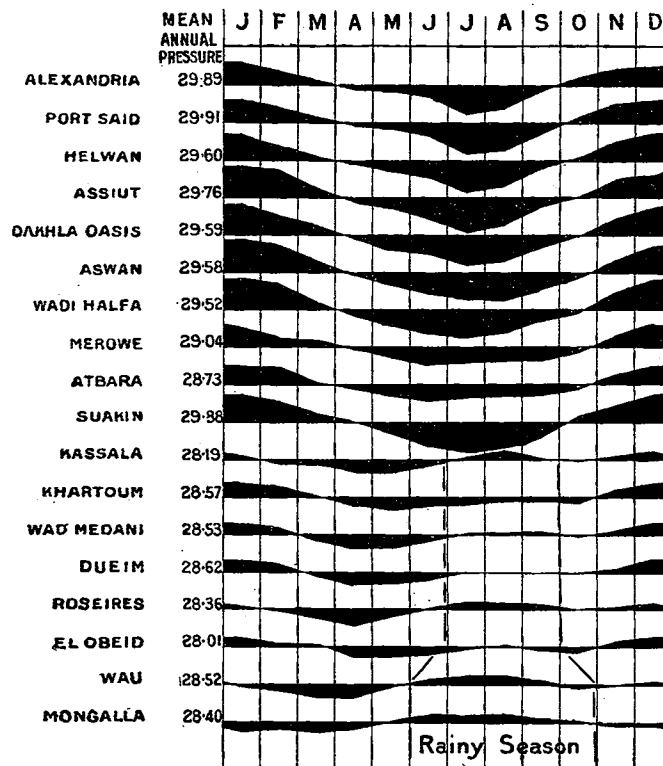 MEAN ANNUAL PRESSURE J F M A M J J A S O N D
ALEXANDRIA 29·89
PORT SAID 29·91
HELWAN 29·60
ASSIUT 29·76
DAKHLA OASIS 29·59
ASWAN 29·58
WADI HALFA 29·52
MEROWE 29·04
ATBARA 28·73
SUAKIN 29·88
KASSALA 28·19
KHARTOUM 28·57
WAD MEDANI 28·53
DUEIM 28·62
ROSEIRES 28·36
EL OBEID 28·01
WAU 28·52
MONGALLA 28·40
Rainy Season